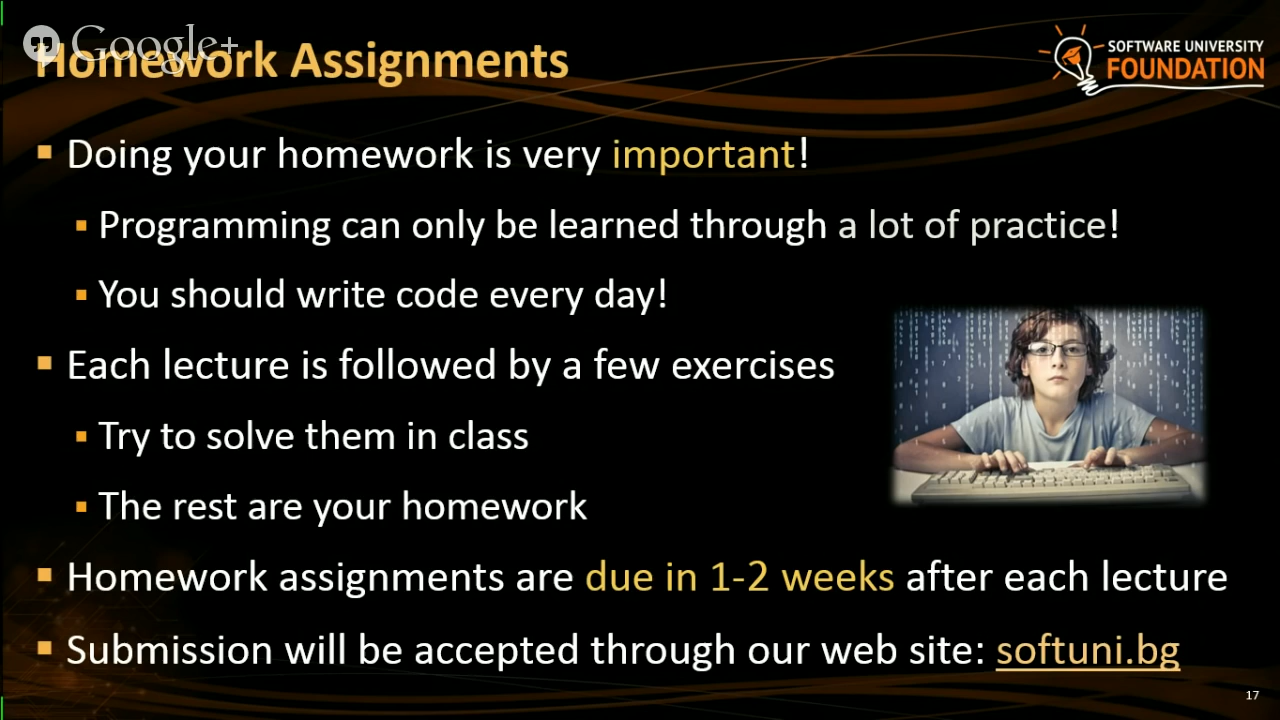 Google+
Homework Assignments
SOFTWARE UNIVERSITY
FOUNDATION
Doing your homework is very important!
Programming can only be learned through a lot of practice!
You should write code every day!
Each lecture is followed by a few exercises
Try to solve them in class
The rest are your homework
Homework assignments are due in 1-2 weeks after each lecture
Submission will be accepted through our web site: softuni.bg
17